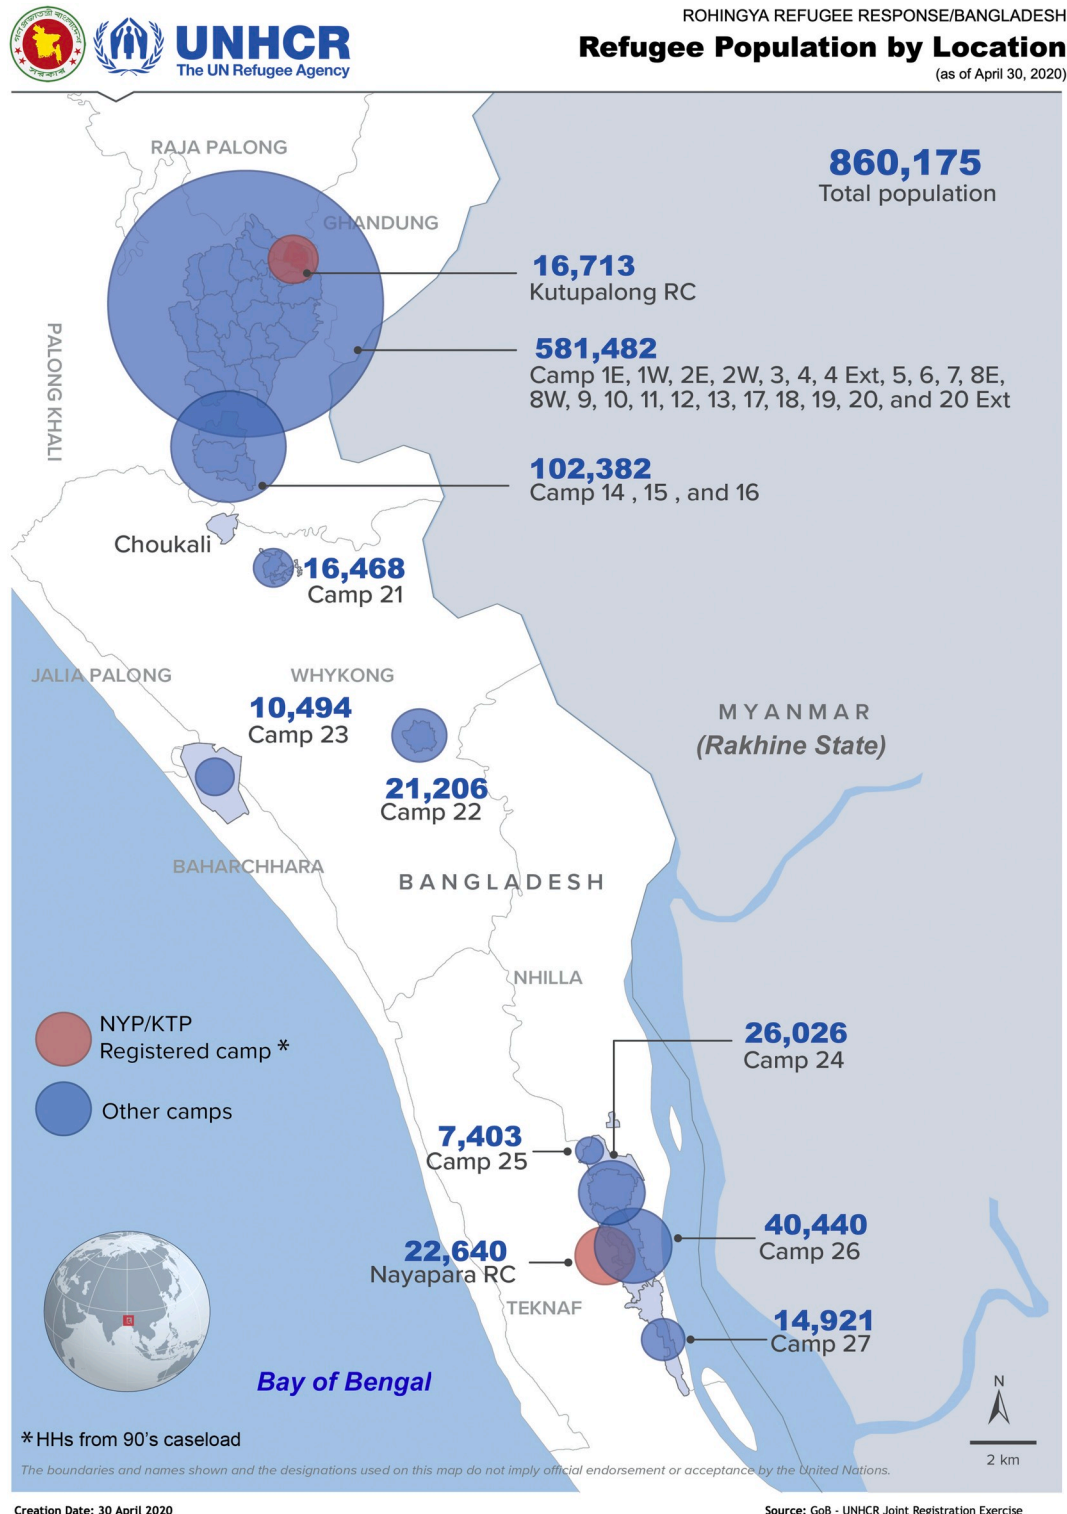 গণপ্রজাতন্ত্রী বাংলাদেশ
সরকার
UNHCR
The UN Refugee Agency
ROHINGYA REFUGEE RESPONSE/BANGLADESH
Refugee Population by Location
(as of April 30, 2020)
RAJA PALONG
860,175
Total population
GHANDUNG
16,713
Kutupalong RC
PALONG KHALI
581,482
Camp 1E, 1W, 2E, 2W, 3, 4, 4 Ext, 5, 6, 7, 8E,
8W, 9, 10, 11, 12, 13, 17, 18, 19, 20, and 20 Ext
102,382
Camp 14 , 15 , and 16
Choukali
16,468
Camp 21
JALIA PALONG
WHYKONG
10,494
Camp 23
MYANMAR
(Rakhine State)
21,206
Camp 22
BAHARCHHARA
BANGLADESH
NHILLA
NYP/KTP
Registered camp *
Other camps
26,026
Camp 24
7,403
Camp 25
40,440
Camp 26
22,640
Nayapara RC
TEKNAF
14,921
Camp 27
Bay of Bengal
N
2 km
*HHs from 90's caseload
The boundaries and names shown and the designations used on this map do not imply official endorsement or acceptance by the United Nations.
Creation Date: 30 April 2020
Source: GoB - UNHCR Joint Registration Exercise